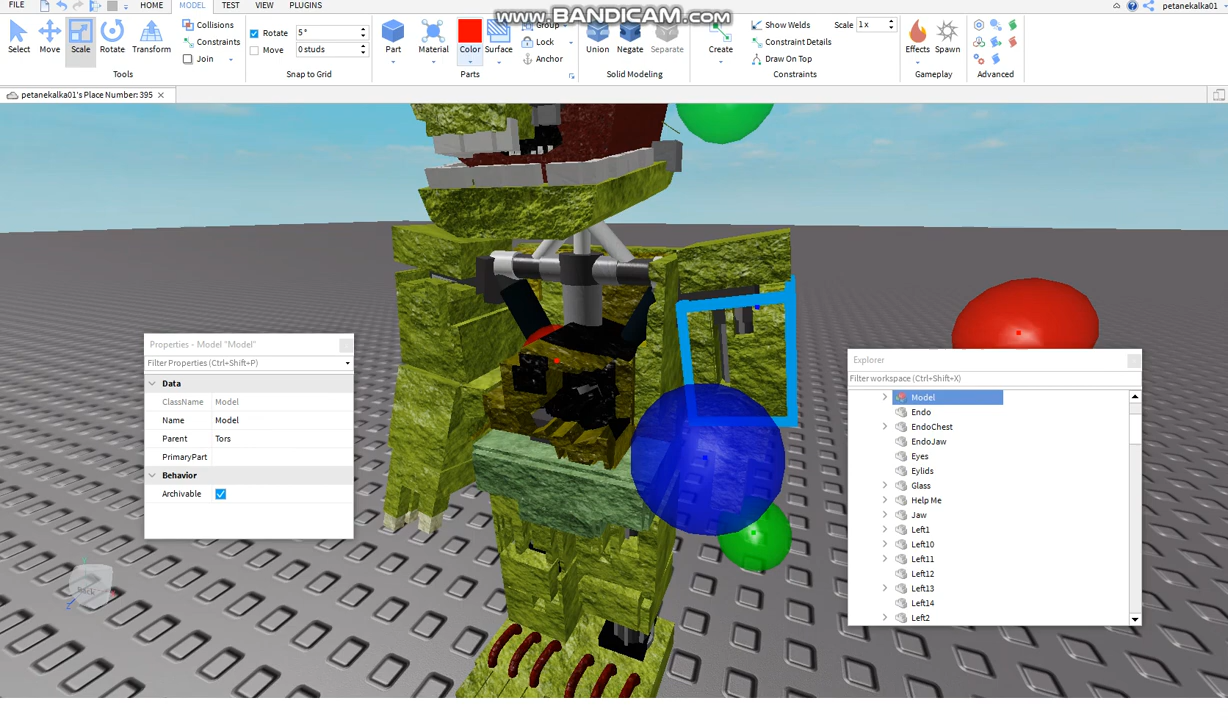 FILE
HOME
MODEL
TEST
VIEW
PLUGINS
www.BANDICAM.com
petanekalka01
Select
Move
Scale
Rotate
Transform
Collisions
Constraints
Join
Tools
Rotate
5 °
Move
0 studs
Snap to Grid
Part
Material
Color
Surface
Group
Lock
Anchor
Parts
Union
Negate
Separate
Solid Modeling
Create
Show Welds
Scale
1 x
Constraint Details
Draw On Top
Constraints
Effects
Spawn
Gameplay
Advanced
petanekalka01's Place Number: 395
Properties - Model "Model"
Filter Properties (Ctrl+Shift+P)
Data
ClassName Model
Name Model
Parent Tors
PrimaryPart
Behavior
Archivable
Explorer
Filter workspace (Ctrl+Shift+X)
Model
Endo
EndoChest
EndoJaw
Eyes
Eylids
Glass
Help Me
Jaw
Left1
Left10
Left11
Left12
Left13
Left14
Left2